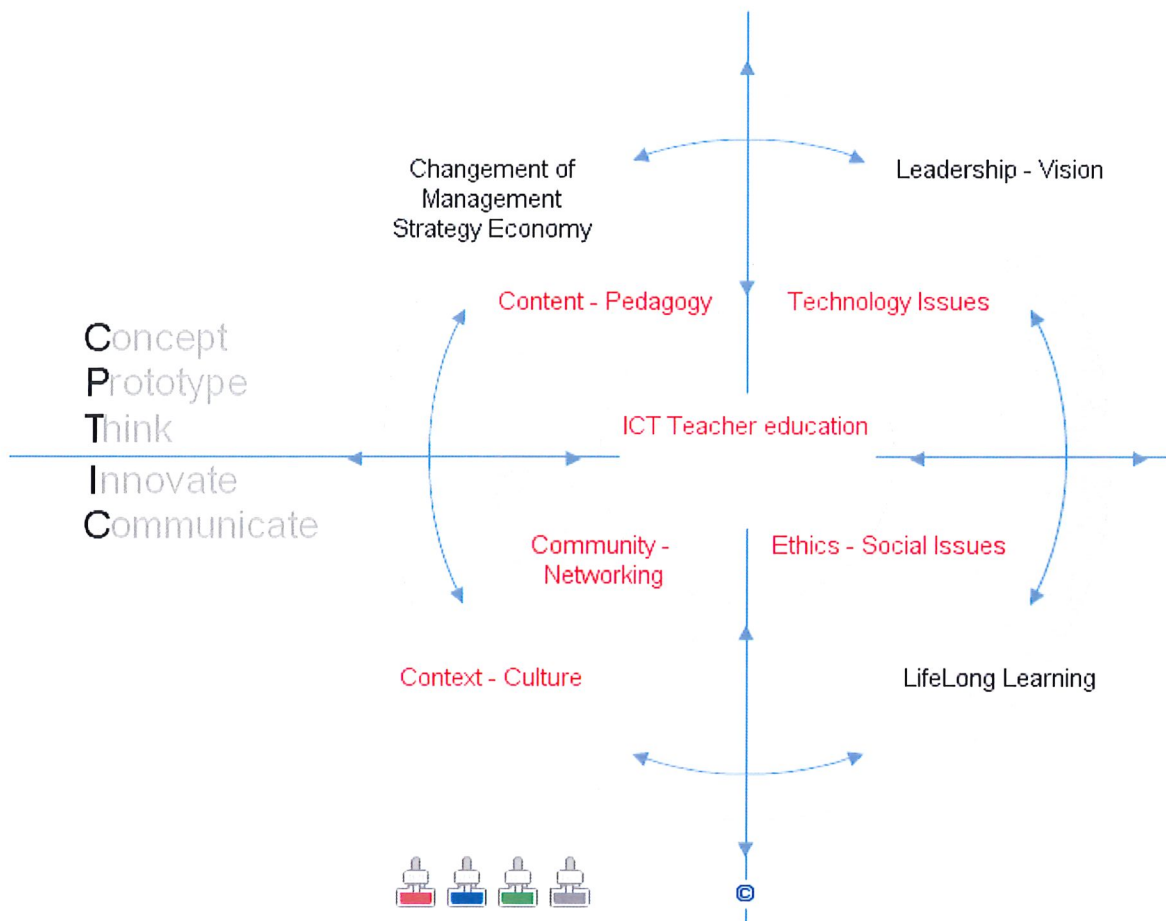 Changement of
Management
Strategy Economy
Leadership - Vision
Content - Pedagogy
Technology Issues
Concept
Prototype
Think
Innovate
Communicate
ICT Teacher education
Community -
Networking
Ethics - Social Issues
Context - Culture
LifeLong Learning
©